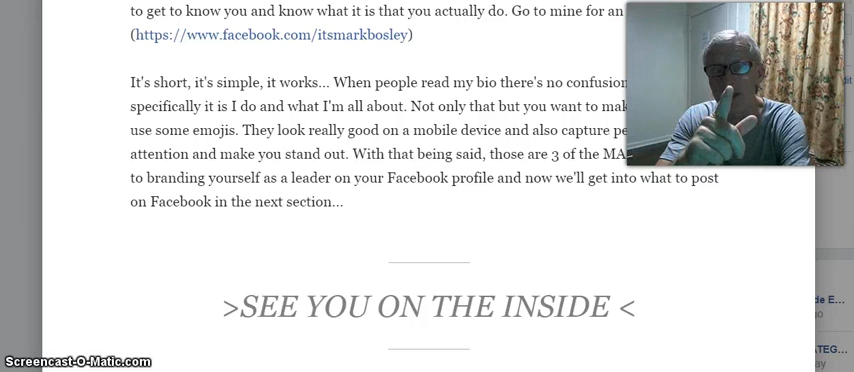 to get to know you and know what it is that you actually do. Go to mine for an
(https://www.facebook.com/itsmarkbosley)
It's short, it's simple, it works... When people read my bio there's no confusion
specifically it is I do and what I'm all about. Not only that but you want to mak
use some emojis. They look really good on a mobile device and also capture pe
attention and make you stand out. With that being said, those are 3 of the MA
to branding yourself as a leader on your Facebook profile and now we'll get into what to post
on Facebook in the next section...
>SEE YOU ON THE INSIDE <
de E...
go
ATEG...
ay
Screencast-O-Matic.com